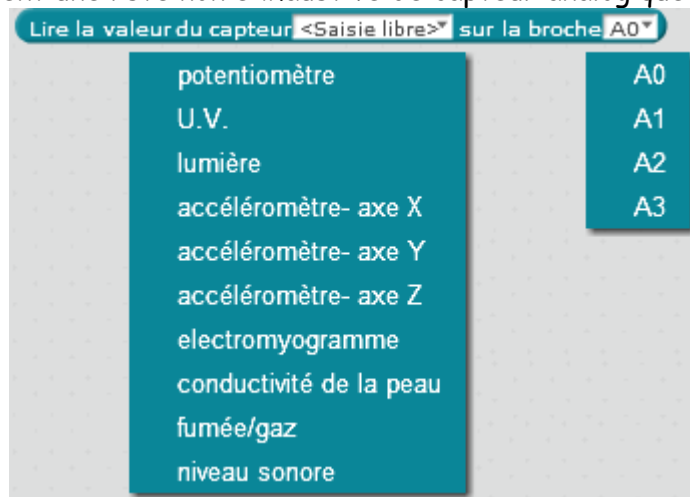 Lire la valeur du capteur <Saisie libre> sur la broche A0
potentiomètre
U.V.
lumière
accéléromètre- axe X
accéléromètre- axe Y
accéléromètre- axe Z
electromyogramme
conductivité de la peau
fumée/gaz
niveau sonore
A0
A1
A2
A3